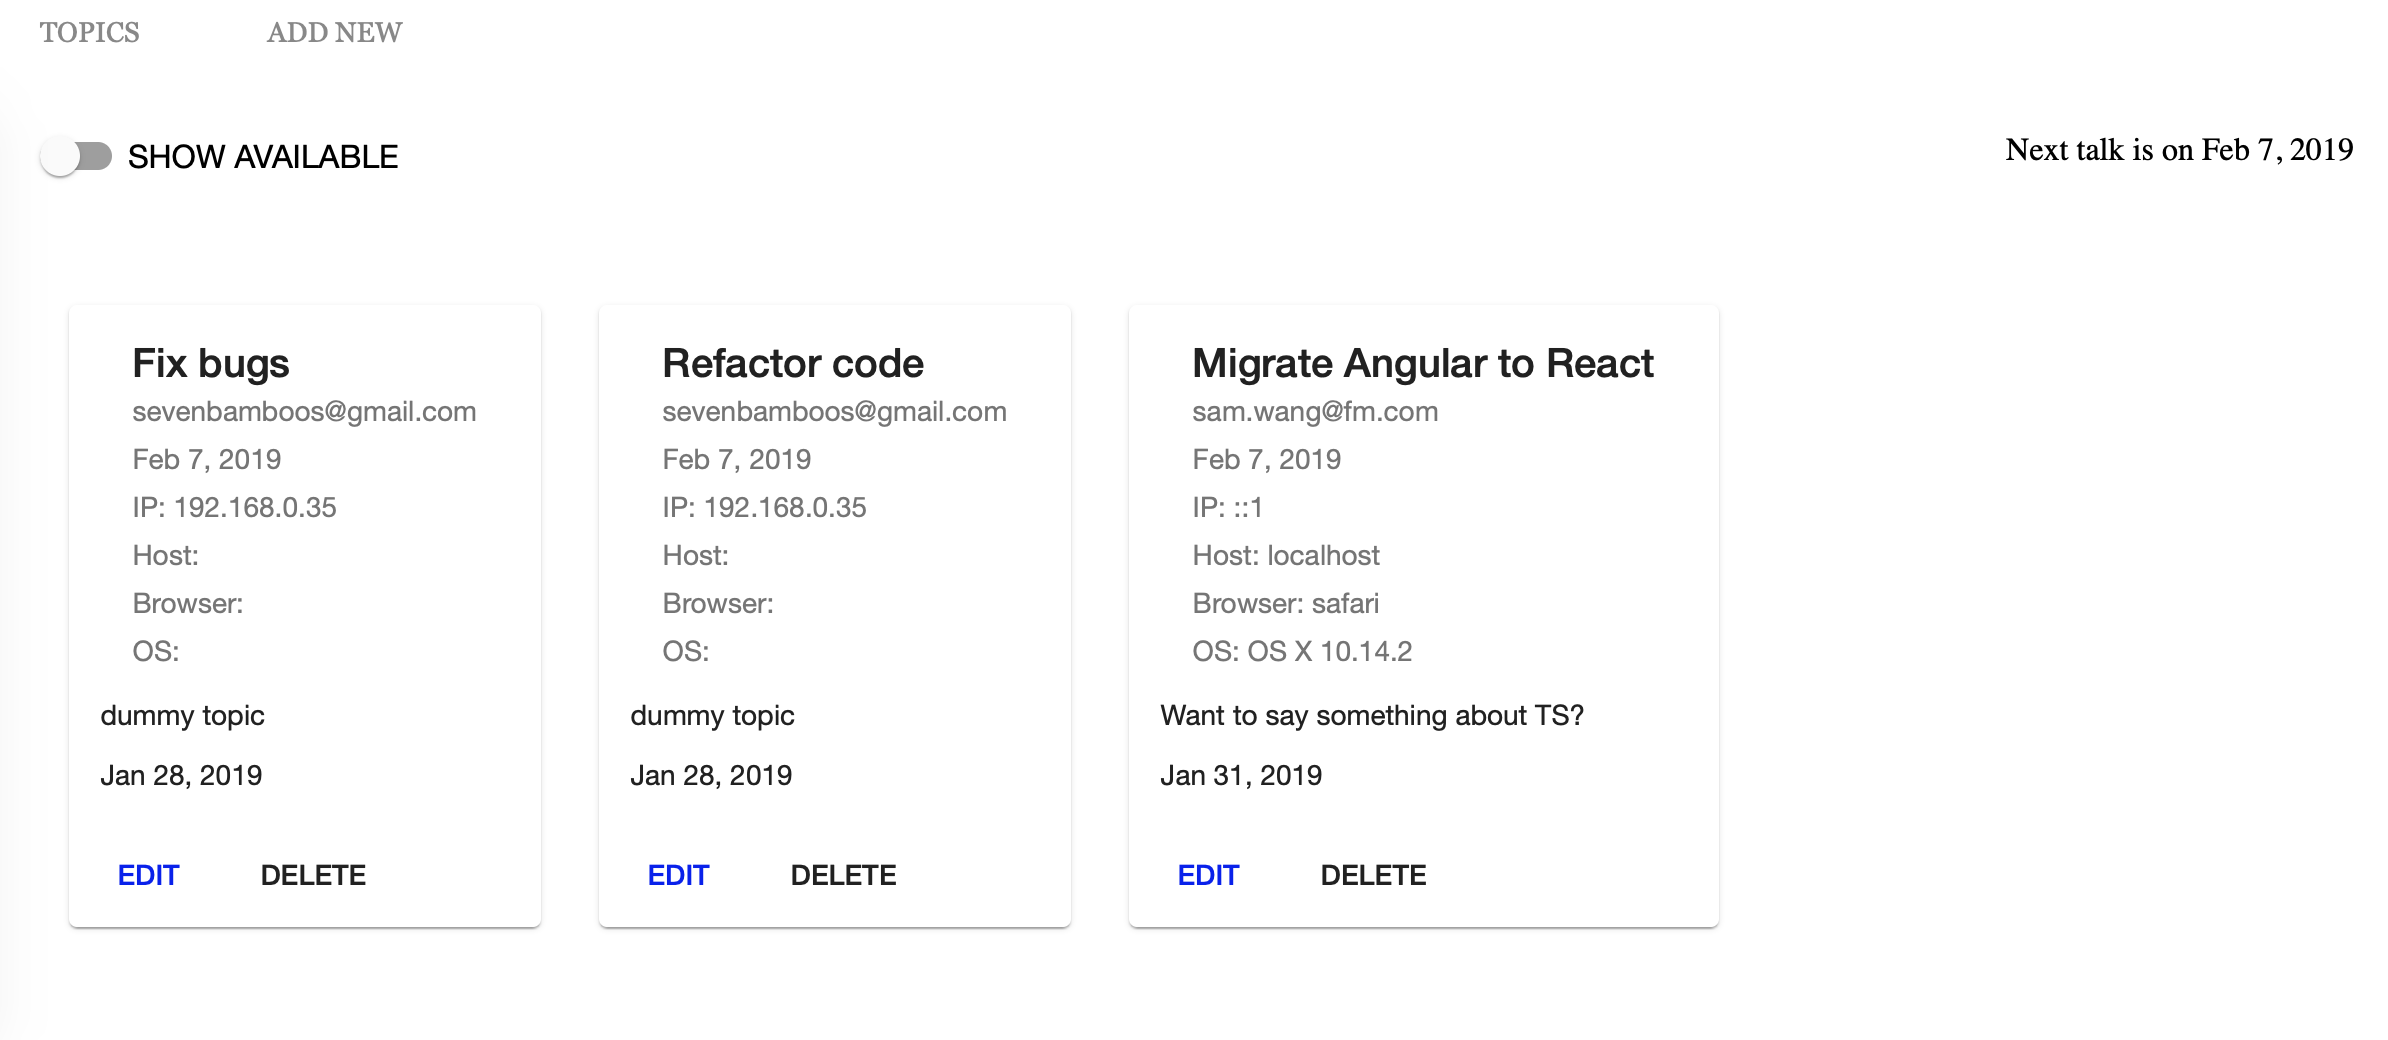 TOPICS ADD NEW
SHOW AVAILABLE
Next talk is on Feb 7, 2019
Fix bugs
sevenbamboos@gmail.com
Feb 7, 2019
IP: 192.168.0.35
Host:
Browser:
OS:
dummy topic
Jan 28, 2019
EDIT DELETE
Refactor code
sevenbamboos@gmail.com
Feb 7, 2019
IP: 192.168.0.35
Host:
Browser:
OS:
dummy topic
Jan 28, 2019
EDIT DELETE
Migrate Angular to React
sam.wang@fm.com
Feb 7, 2019
IP: ::1
Host: localhost
Browser: safari
OS: OS X 10.14.2
Want to say something about TS?
Jan 31, 2019
EDIT DELETE